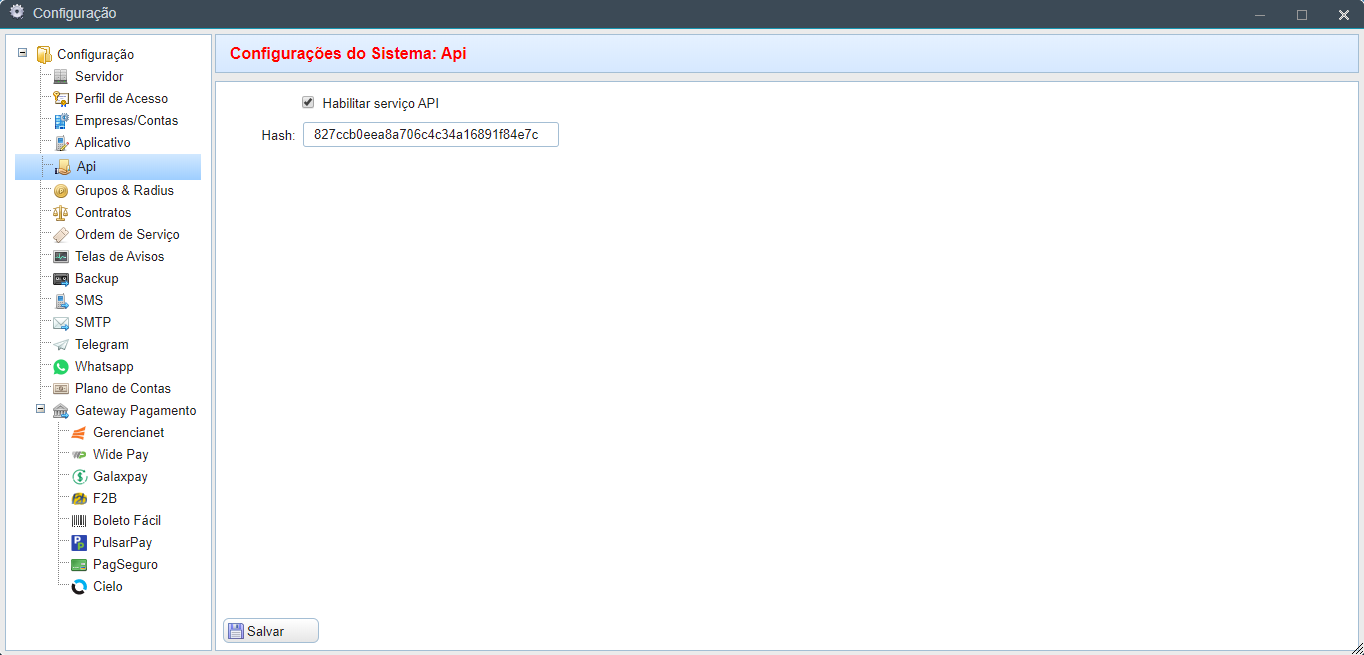 Configuração
Configuração
Servidor
Perfil de Acesso
Empresas/Contas
Aplicativo
Api
Grupos & Radius
Contratos
Ordem de Serviço
Telas de Avisos
Backup
SMS
SMTP
Telegram
Whatsapp
Plano de Contas
Gateway Pagamento
Gerencianet
Wide Pay
Galaxpay
F2B
Boleto Fácil
PulsarPay
PagSeguro
Cielo
Configurações do Sistema: Api
Habilitar serviço API
Hash: 827ccb0eea8a706c4c34a16891f84e7c
Salvar